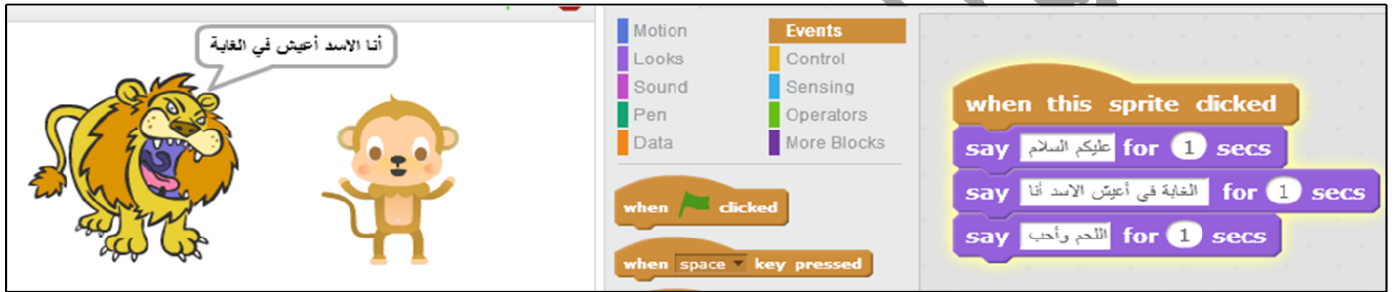 أنا الاسد أعيش في الغابة
Motion
Looks
Sound
Pen
Data
Events
Control
Sensing
Operators
More Blocks
when clicked
when space key pressed
when this sprite clicked
say عليكم السلام for 1 secs
say الغابة في أعيش الاسد أنا for 1 secs
say اللحم وأحب for 1 secs